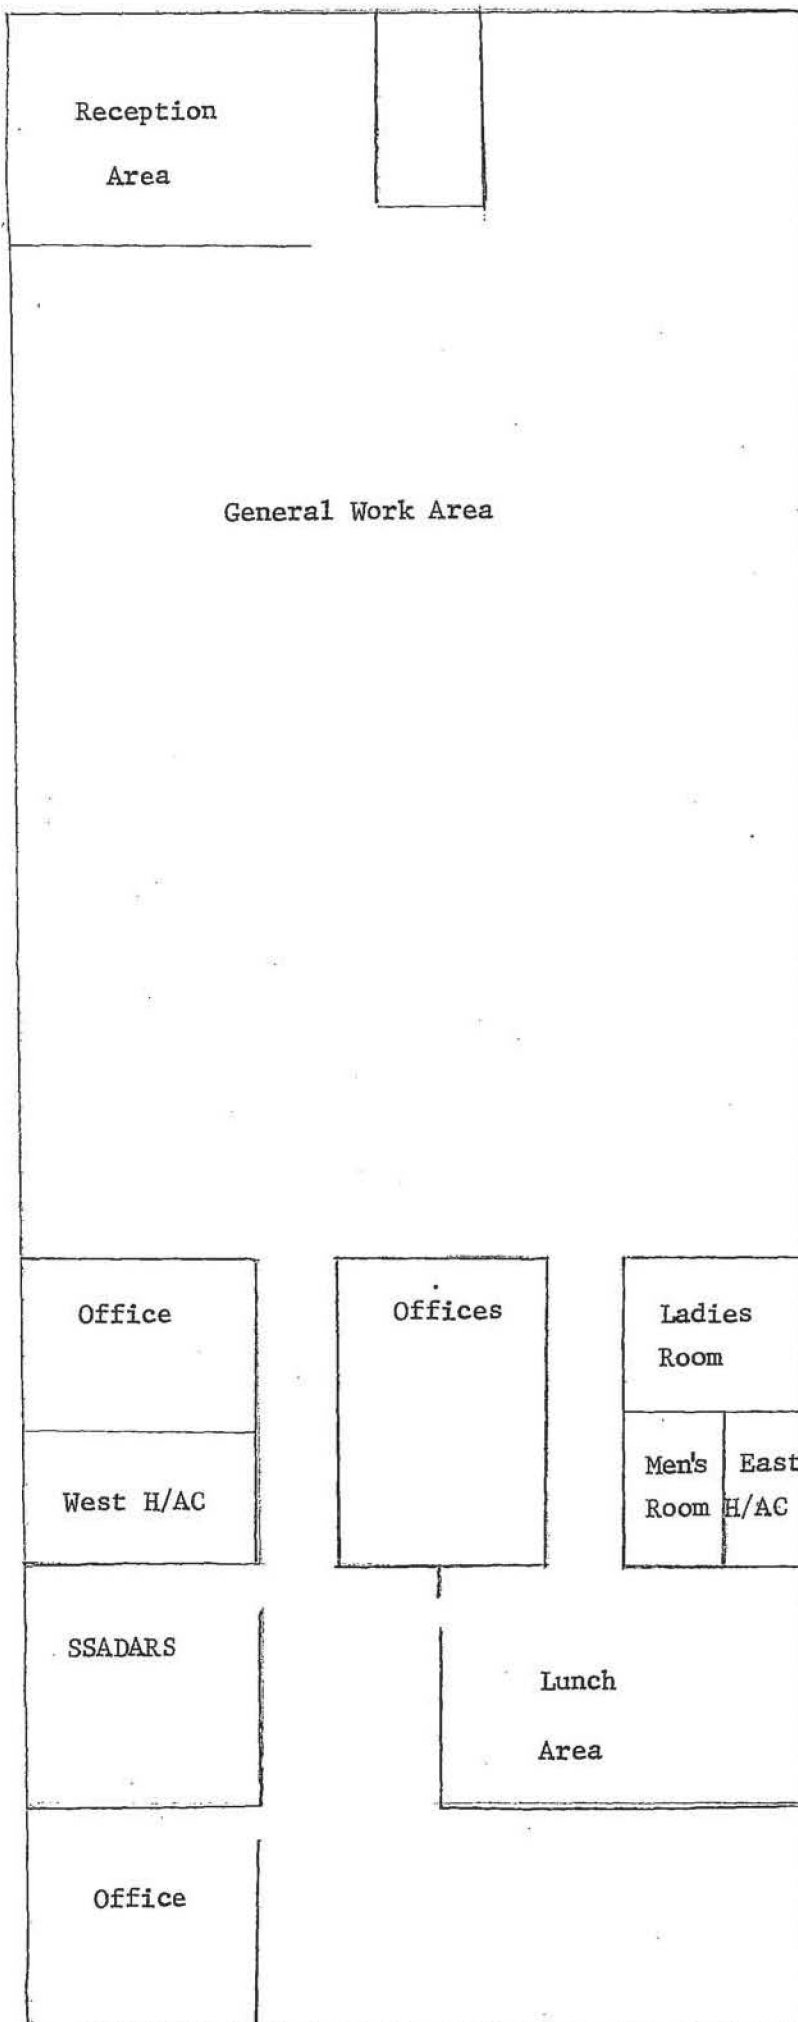 Reception
Area
General Work Area
Office
Offices
Ladies
Room
West H/AC
Men's
Room
East
H/AC
SSADARS
Lunch
Area
Office